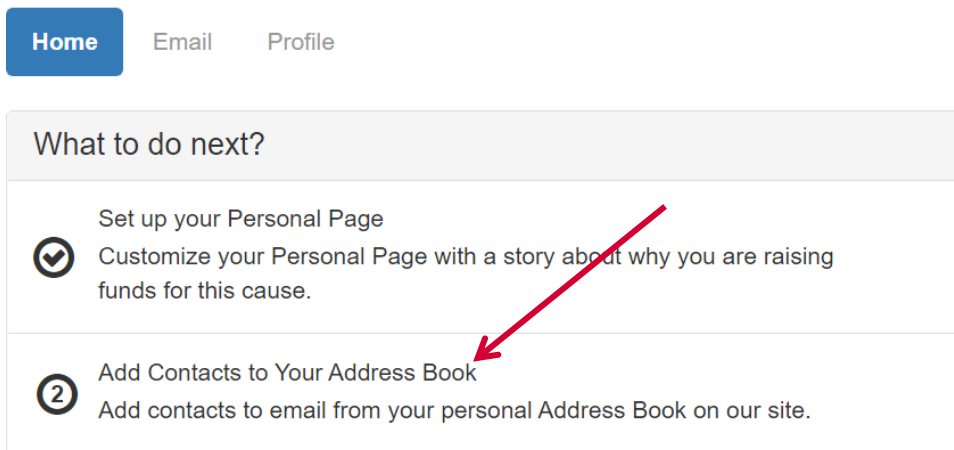 Home Email Profile
What to do next?
Set up your Personal Page
Customize your Personal Page with a story about why you are raising
funds for this cause.
Add Contacts to Your Address Book
2
Add contacts to email from your personal Address Book on our site.